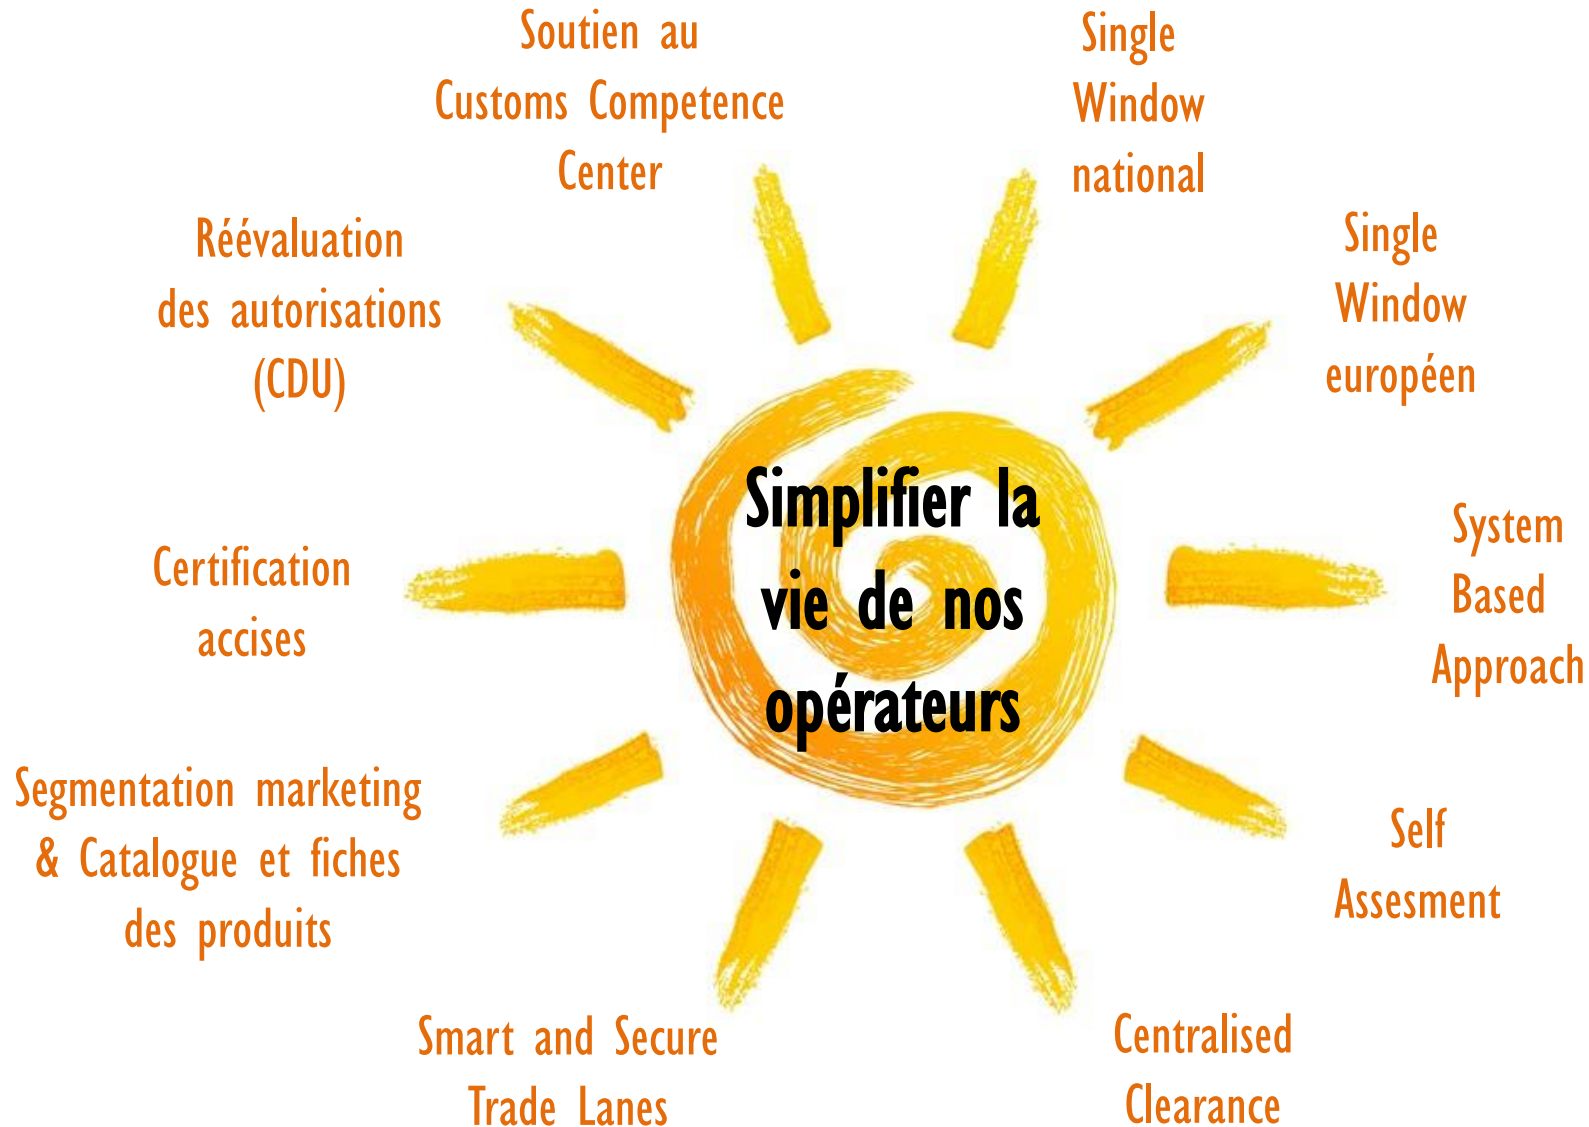 Soutien au
Customs Competence
Center
Single
Window
national
Réévaluation
des autorisations
(CDU)
Single
Window
européen
Simplifier la
vie de nos
opérateurs
Certification
accises
System
Based
Approach
Segmentation marketing
& Catalogue et fiches
des produits
Self
Assesment
Smart and Secure
Trade Lanes
Centralised
Clearance